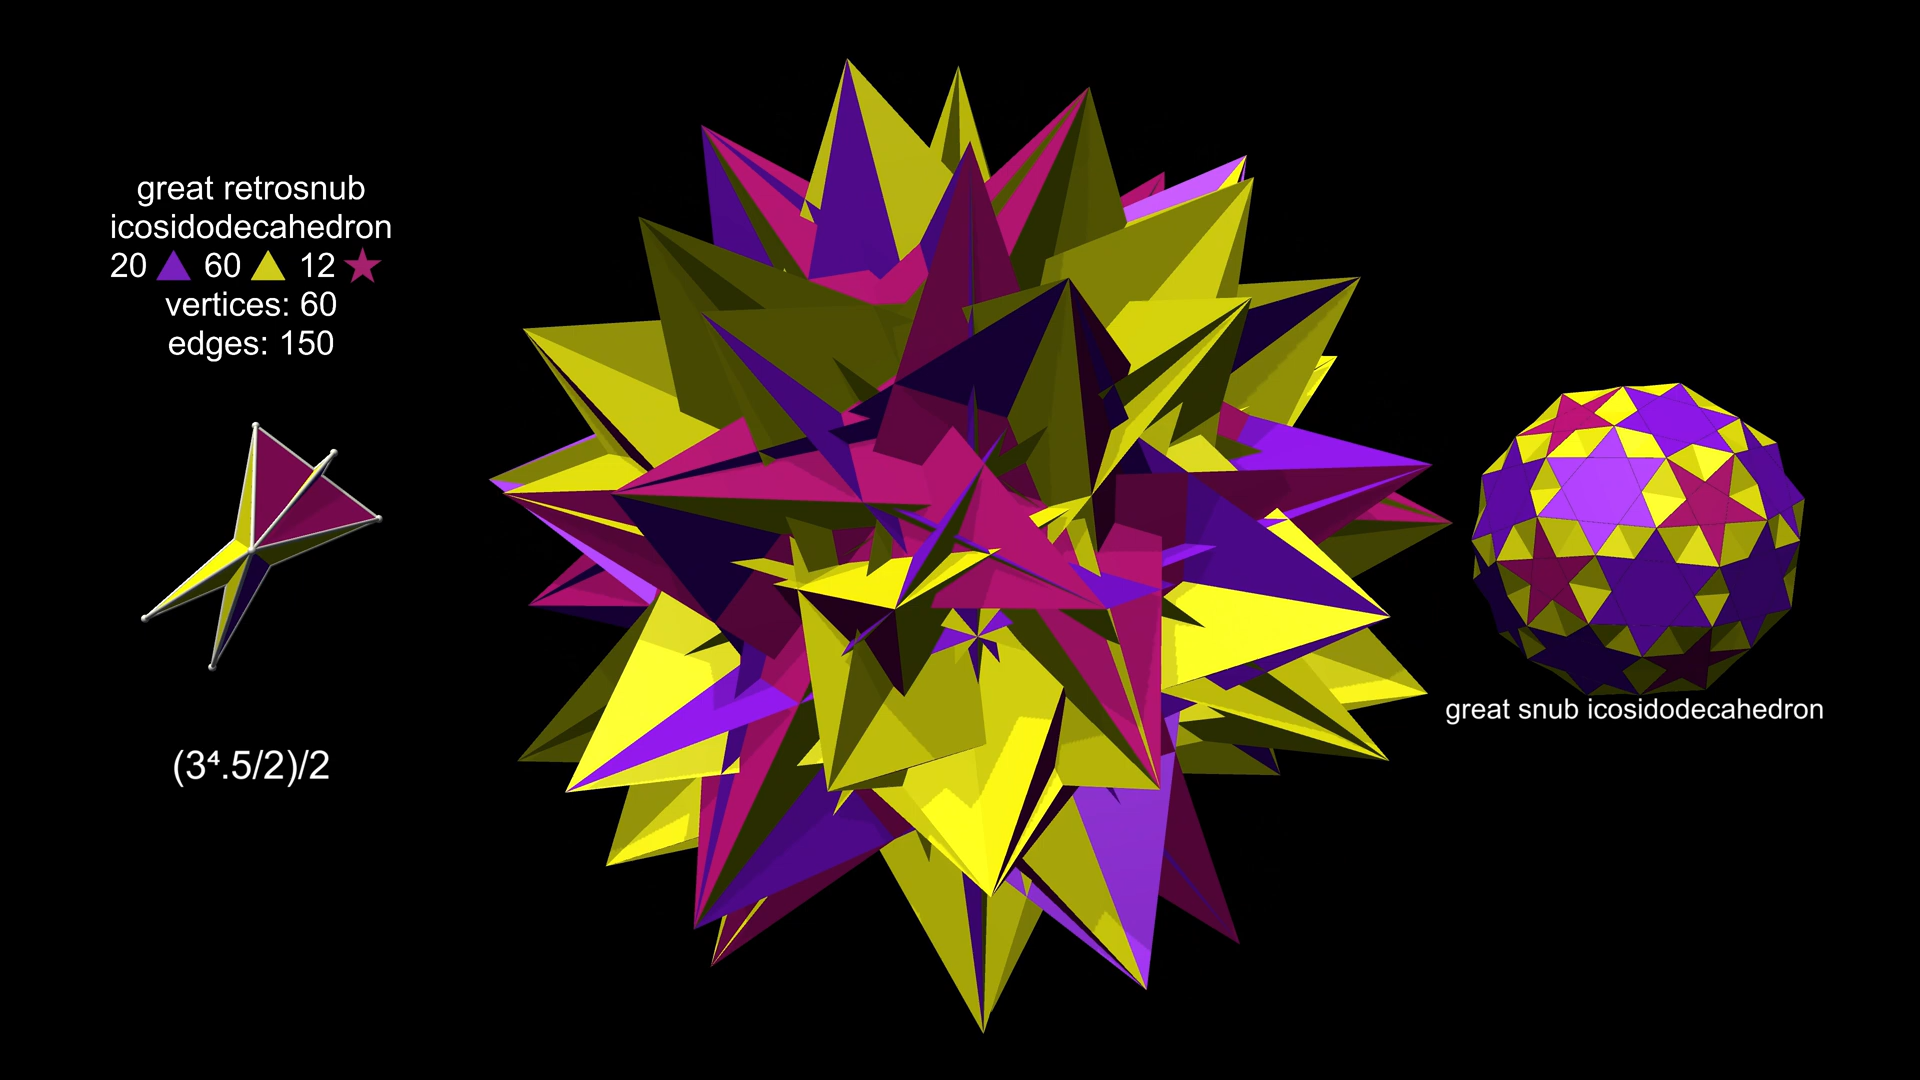 great retrosnub
icosidodecahedron
20 60 12
vertices: 60
edges: 150
(3⁴.5/2)/2
great snub icosidodecahedron